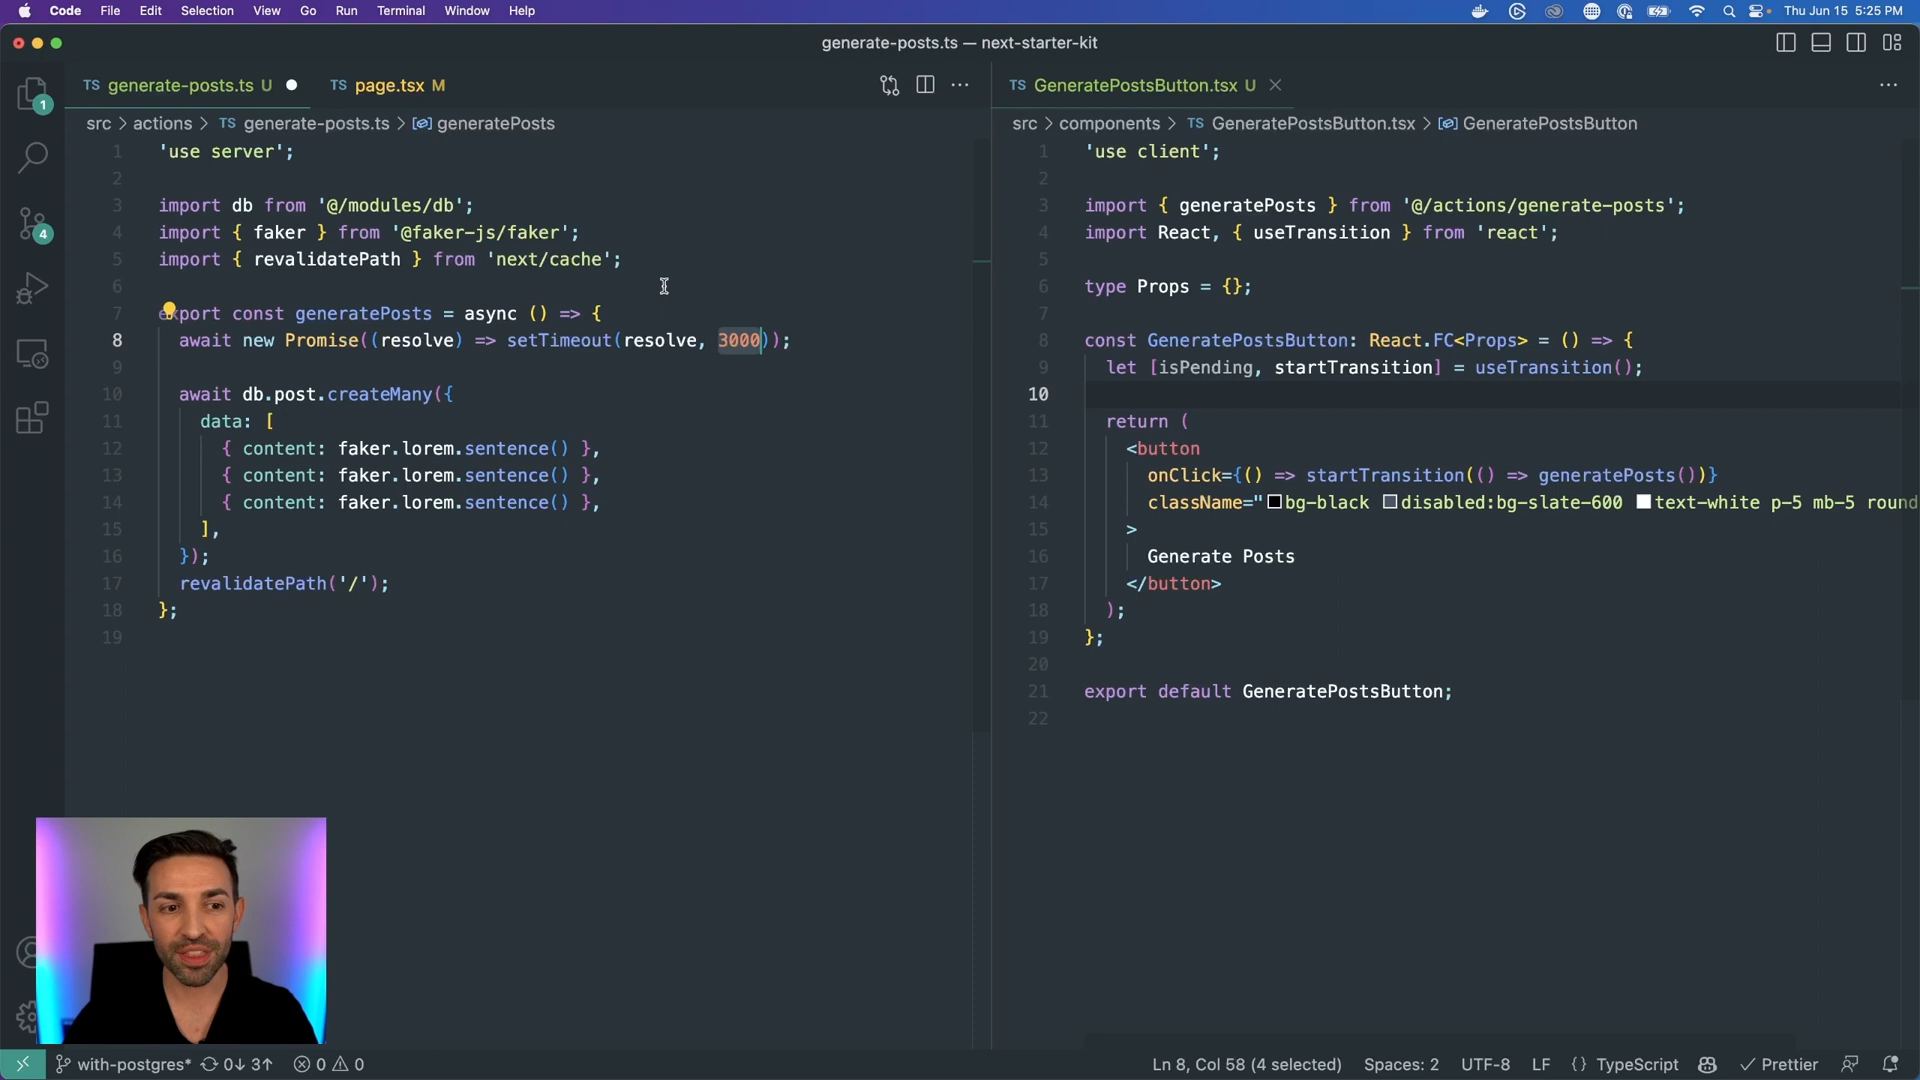 Code File Edit Selection View Go Run Terminal Window Help Thu Jun 15 5:25 PM
generate-posts.ts — next-starter-kit
TS generate-posts.ts U TS page.tsx M
src > actions > TS generate-posts.ts > generatePosts
1 'use server';
2
3 import db from '@/modules/db';
4 import { faker } from '@faker-js/faker';
5 import { revalidatePath } from 'next/cache';
6
7 export const generatePosts = async () => {
8 await new Promise((resolve) => setTimeout(resolve, 3000));
9
10 await db.post.createMany({
11 data: [
12 { content: faker.lorem.sentence() },
13 { content: faker.lorem.sentence() },
14 { content: faker.lorem.sentence() },
15 ],
16 });
17 revalidatePath('/');
18 };
19
TS GeneratePostsButton.tsx U
src > components > TS GeneratePostsButton.tsx > GeneratePostsButton
1 'use client';
2
3 import { generatePosts } from '@/actions/generate-posts';
4 import React, { useTransition } from 'react';
5
6 type Props = {};
7
8 const GeneratePostsButton: React.FC<Props> = () => {
9 let [isPending, startTransition] = useTransition();
10
11 return (
12 <button
13 onClick={() => startTransition(() => generatePosts())}
14 className="bg-black disabled:bg-slate-600 text-white p-5 mb-5 round
15 >
16 Generate Posts
17 </button>
18 );
19 };
20
21 export default GeneratePostsButton;
22
1
4
with-postgres* 0↓ 3↑ 0 0 Ln 8, Col 58 (4 selected) Spaces: 2 UTF-8 LF {} TypeScript Prettier